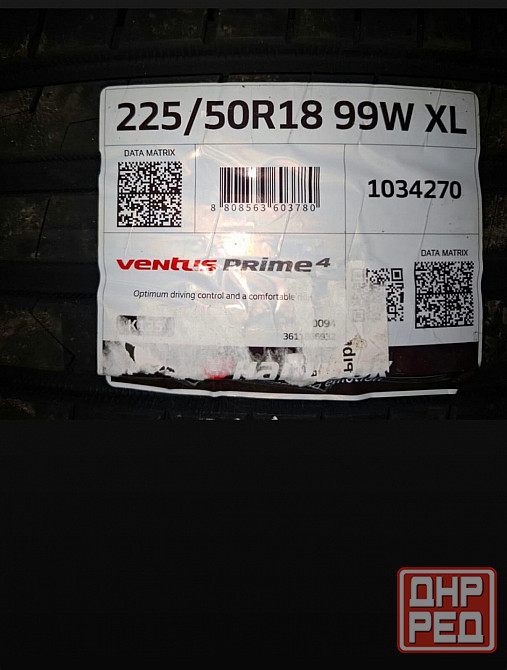 225/50R18 99W XL
DATA MATRIX
8 808563 603780
1034270
ventus PRIME4
DATA MATRIX
Optimum driving control and a comfortable
emotion
ДНР
РЕД